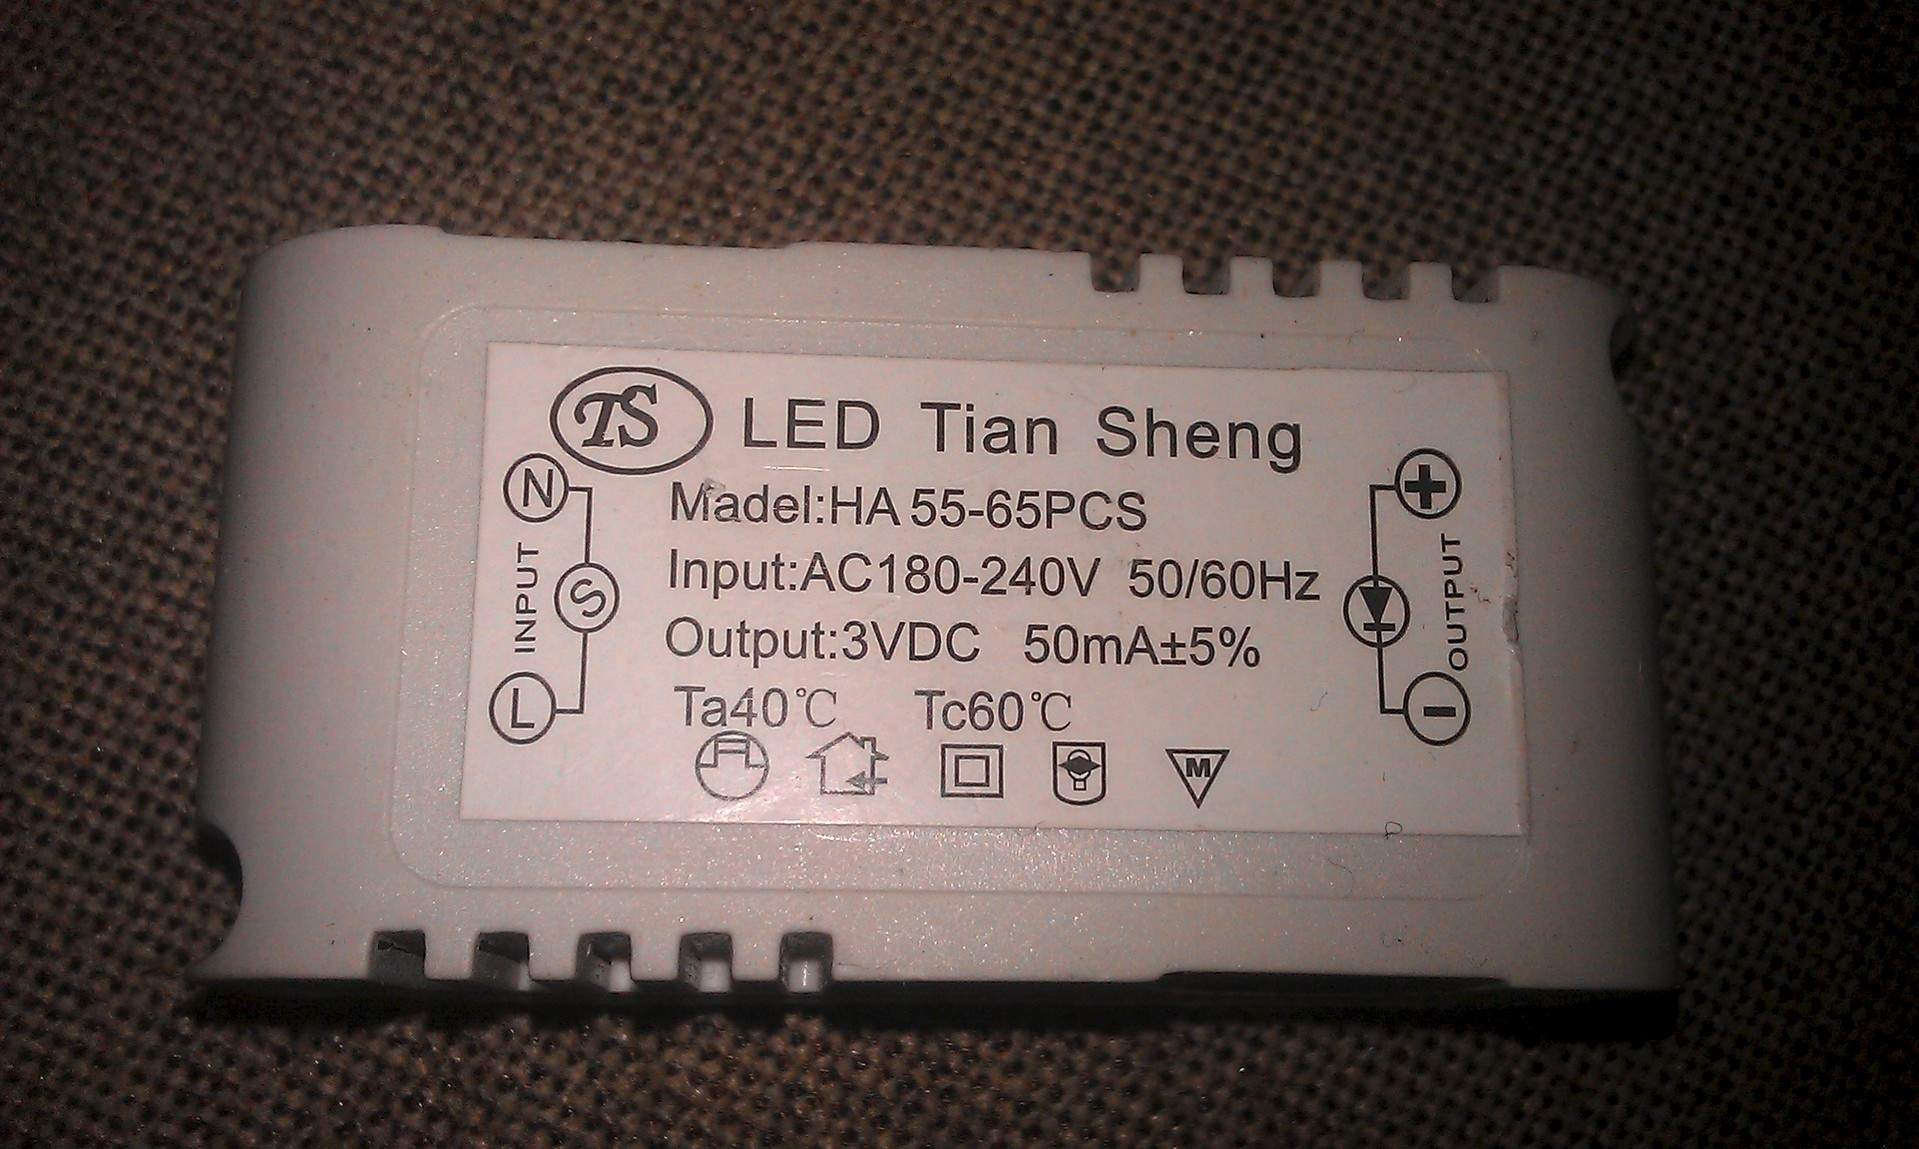 TS LED Tian Sheng
Madel:HA 55-65PCS
Input:AC180-240V 50/60Hz
Output:3VDC 50mA±5%
Ta40℃ Tc60℃
N
INPUT
S
L
+
OUTPUT
-
M